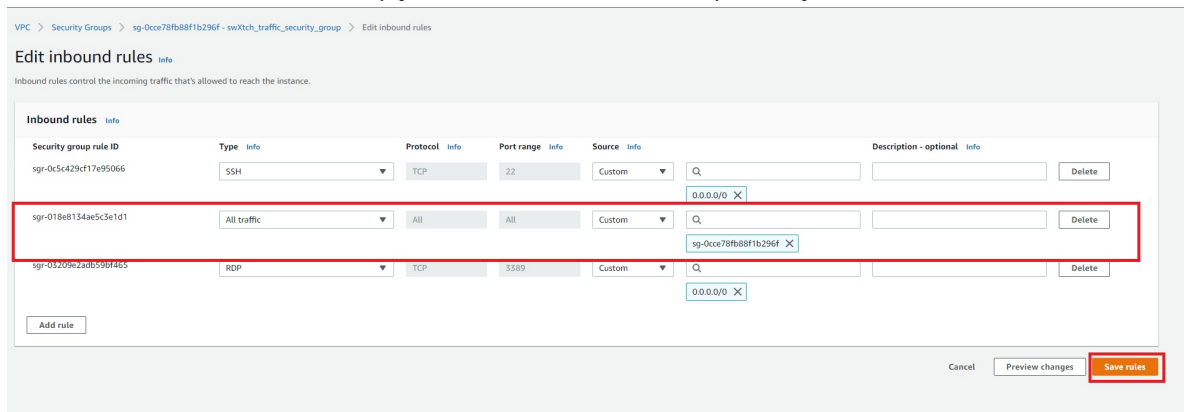 VPC > Security Groups > sg-0cce78fb88f1b296f - swXtch_traffic_security_group > Edit inbound rules
Edit inbound rules Info
Inbound rules control the incoming traffic that's allowed to reach the instance.
Inbound rules Info
Security group rule ID Type Info Protocol Info Port range Info Source Info Description - optional Info
sgr-0c5c429cf17e95066 SSH TCP 22 Custom Delete
0.0.0.0/0
sgr-018e8134ae5c3e1d1 All traffic All All Custom Delete
sg-0cce78fb88f1b296f
sgr-03209e2adb59bf465 RDP TCP 3389 Custom Delete
0.0.0.0/0
Add rule
Cancel Preview changes Save rules